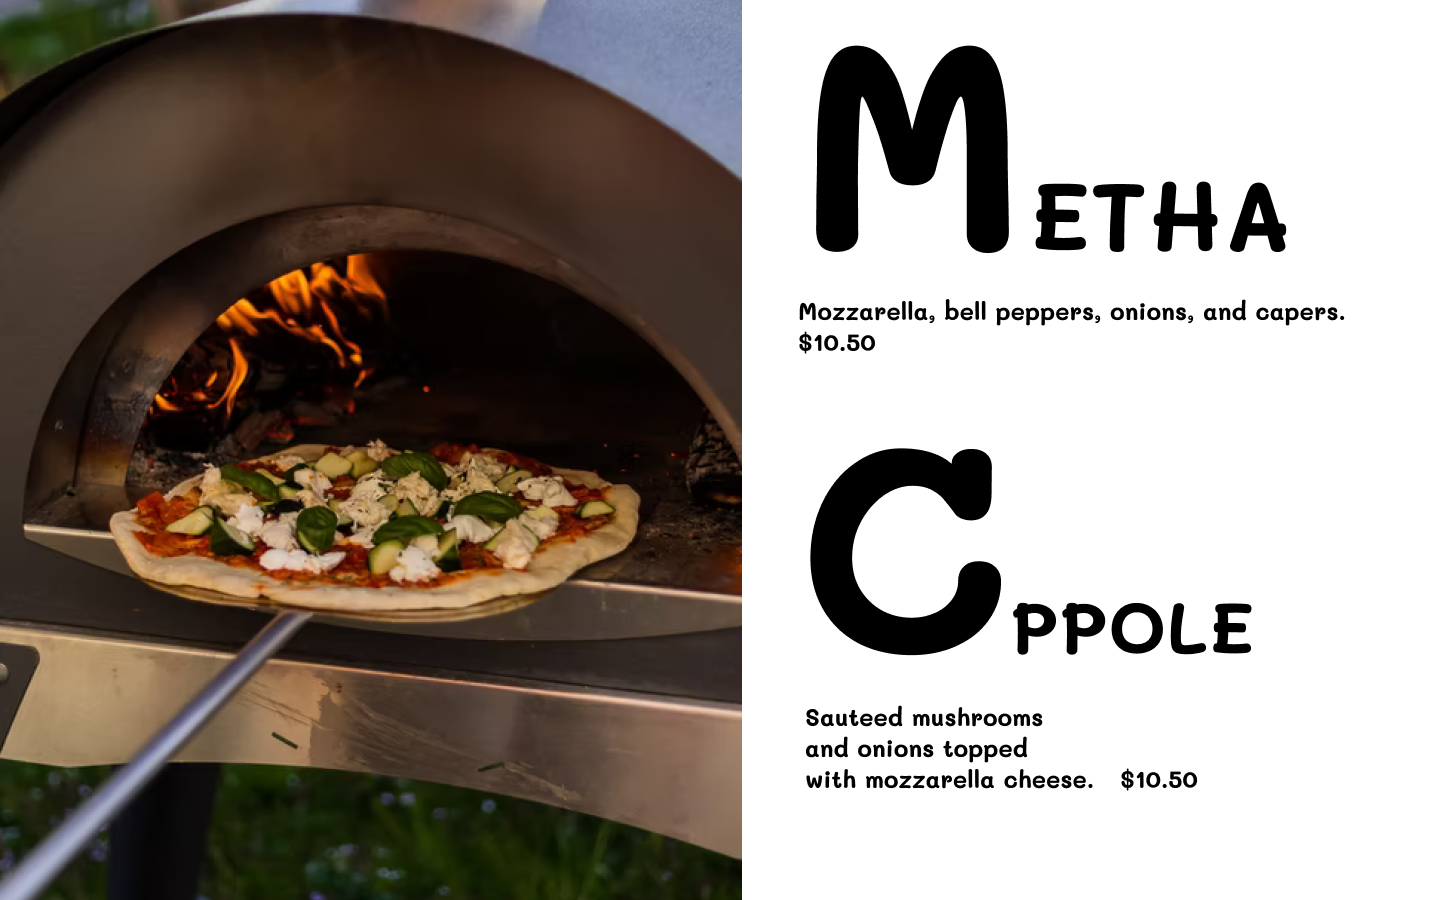 METHA
Mozzarella, bell peppers, onions, and capers.
$10.50
CPPOLE
Sauteed mushrooms
and onions topped
with mozzarella cheese. $10.50